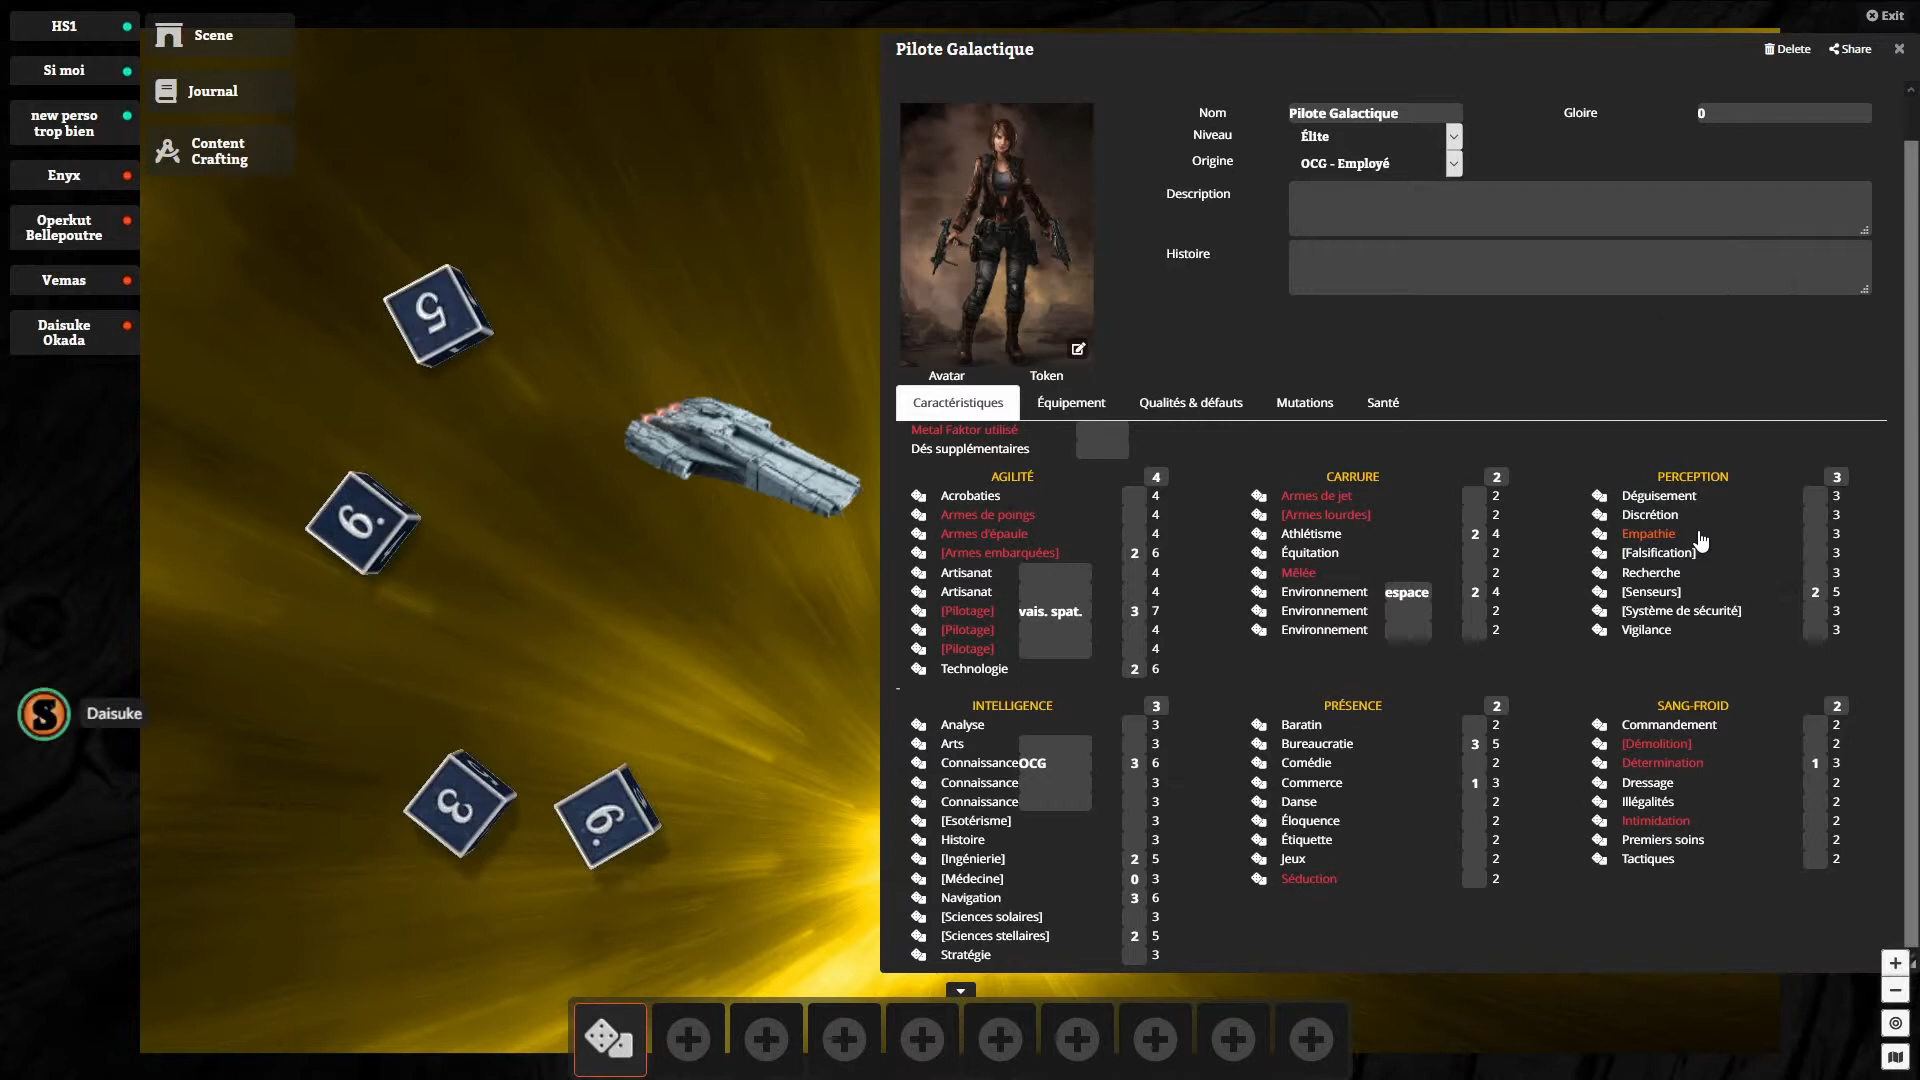 HS1
Si moi
new perso
trop bien
Enyx
Operkut
Bellepoutre
Vemas
Daisuke
Okada
Scene
Journal
Content
Crafting
Daisuke
5
6.
3
6.
Exit
Pilote Galactique
Delete
Share
Nom Pilote Galactique Gloire 0
Niveau Élite
Origine OCG - Employé
Description
Histoire
Avatar Token
Caractéristiques Équipement Qualités & défauts Mutations Santé
Metal Faktor utilisé
Dés supplémentaires
AGILITÉ 4
Acrobaties 4
Armes de poings 4
Armes d'épaule 4
[Armes embarquées] 2 6
Artisanat 4
Artisanat 4
[Pilotage] vais. spat. 3 7
[Pilotage] 4
[Pilotage] 4
Technologie 2 6
CARRURE 2
Armes de jet 2
[Armes lourdes] 2
Athlétisme 2 4
Équitation 2
Mêlée 2
Environnement espace 2 4
Environnement 2
Environnement 2
PERCEPTION 3
Déguisement 3
Discrétion 3
Empathie 3
[Falsification] 3
Recherche 3
[Senseurs] 2 5
[Système de sécurité] 3
Vigilance 3
-
INTELLIGENCE 3
Analyse 3
Arts 3
Connaissance OCG 3 6
Connaissance 3
Connaissance 3
[Esotérisme] 3
Histoire 3
[Ingénierie] 2 5
[Médecine] 0 3
Navigation 3 6
[Sciences solaires] 3
[Sciences stellaires] 2 5
Stratégie 3
PRÉSENCE 2
Baratin 2
Bureaucratie 3 5
Comédie 2
Commerce 1 3
Danse 2
Éloquence 2
Étiquette 2
Jeux 2
Séduction 2
SANG-FROID 2
Commandement 2
[Démolition] 2
Détermination 1 3
Dressage 2
Illégalités 2
Intimidation 2
Premiers soins 2
Tactiques 2